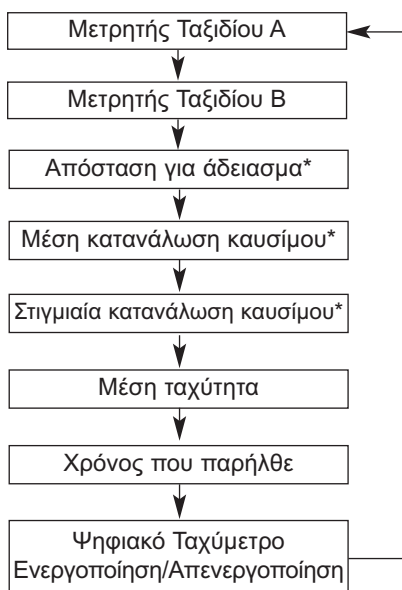 Μετρητής Ταξιδίου Α
Μετρητής Ταξιδίου Β
Απόσταση για άδειασμα*
Μέση κατανάλωση καυσίμου*
Στιγμιαία κατανάλωση καυσίμου*
Μέση ταχύτητα
Χρόνος που παρήλθε
Ψηφιακό Ταχύμετρο
Ενεργοποίηση/Απενεργοποίηση